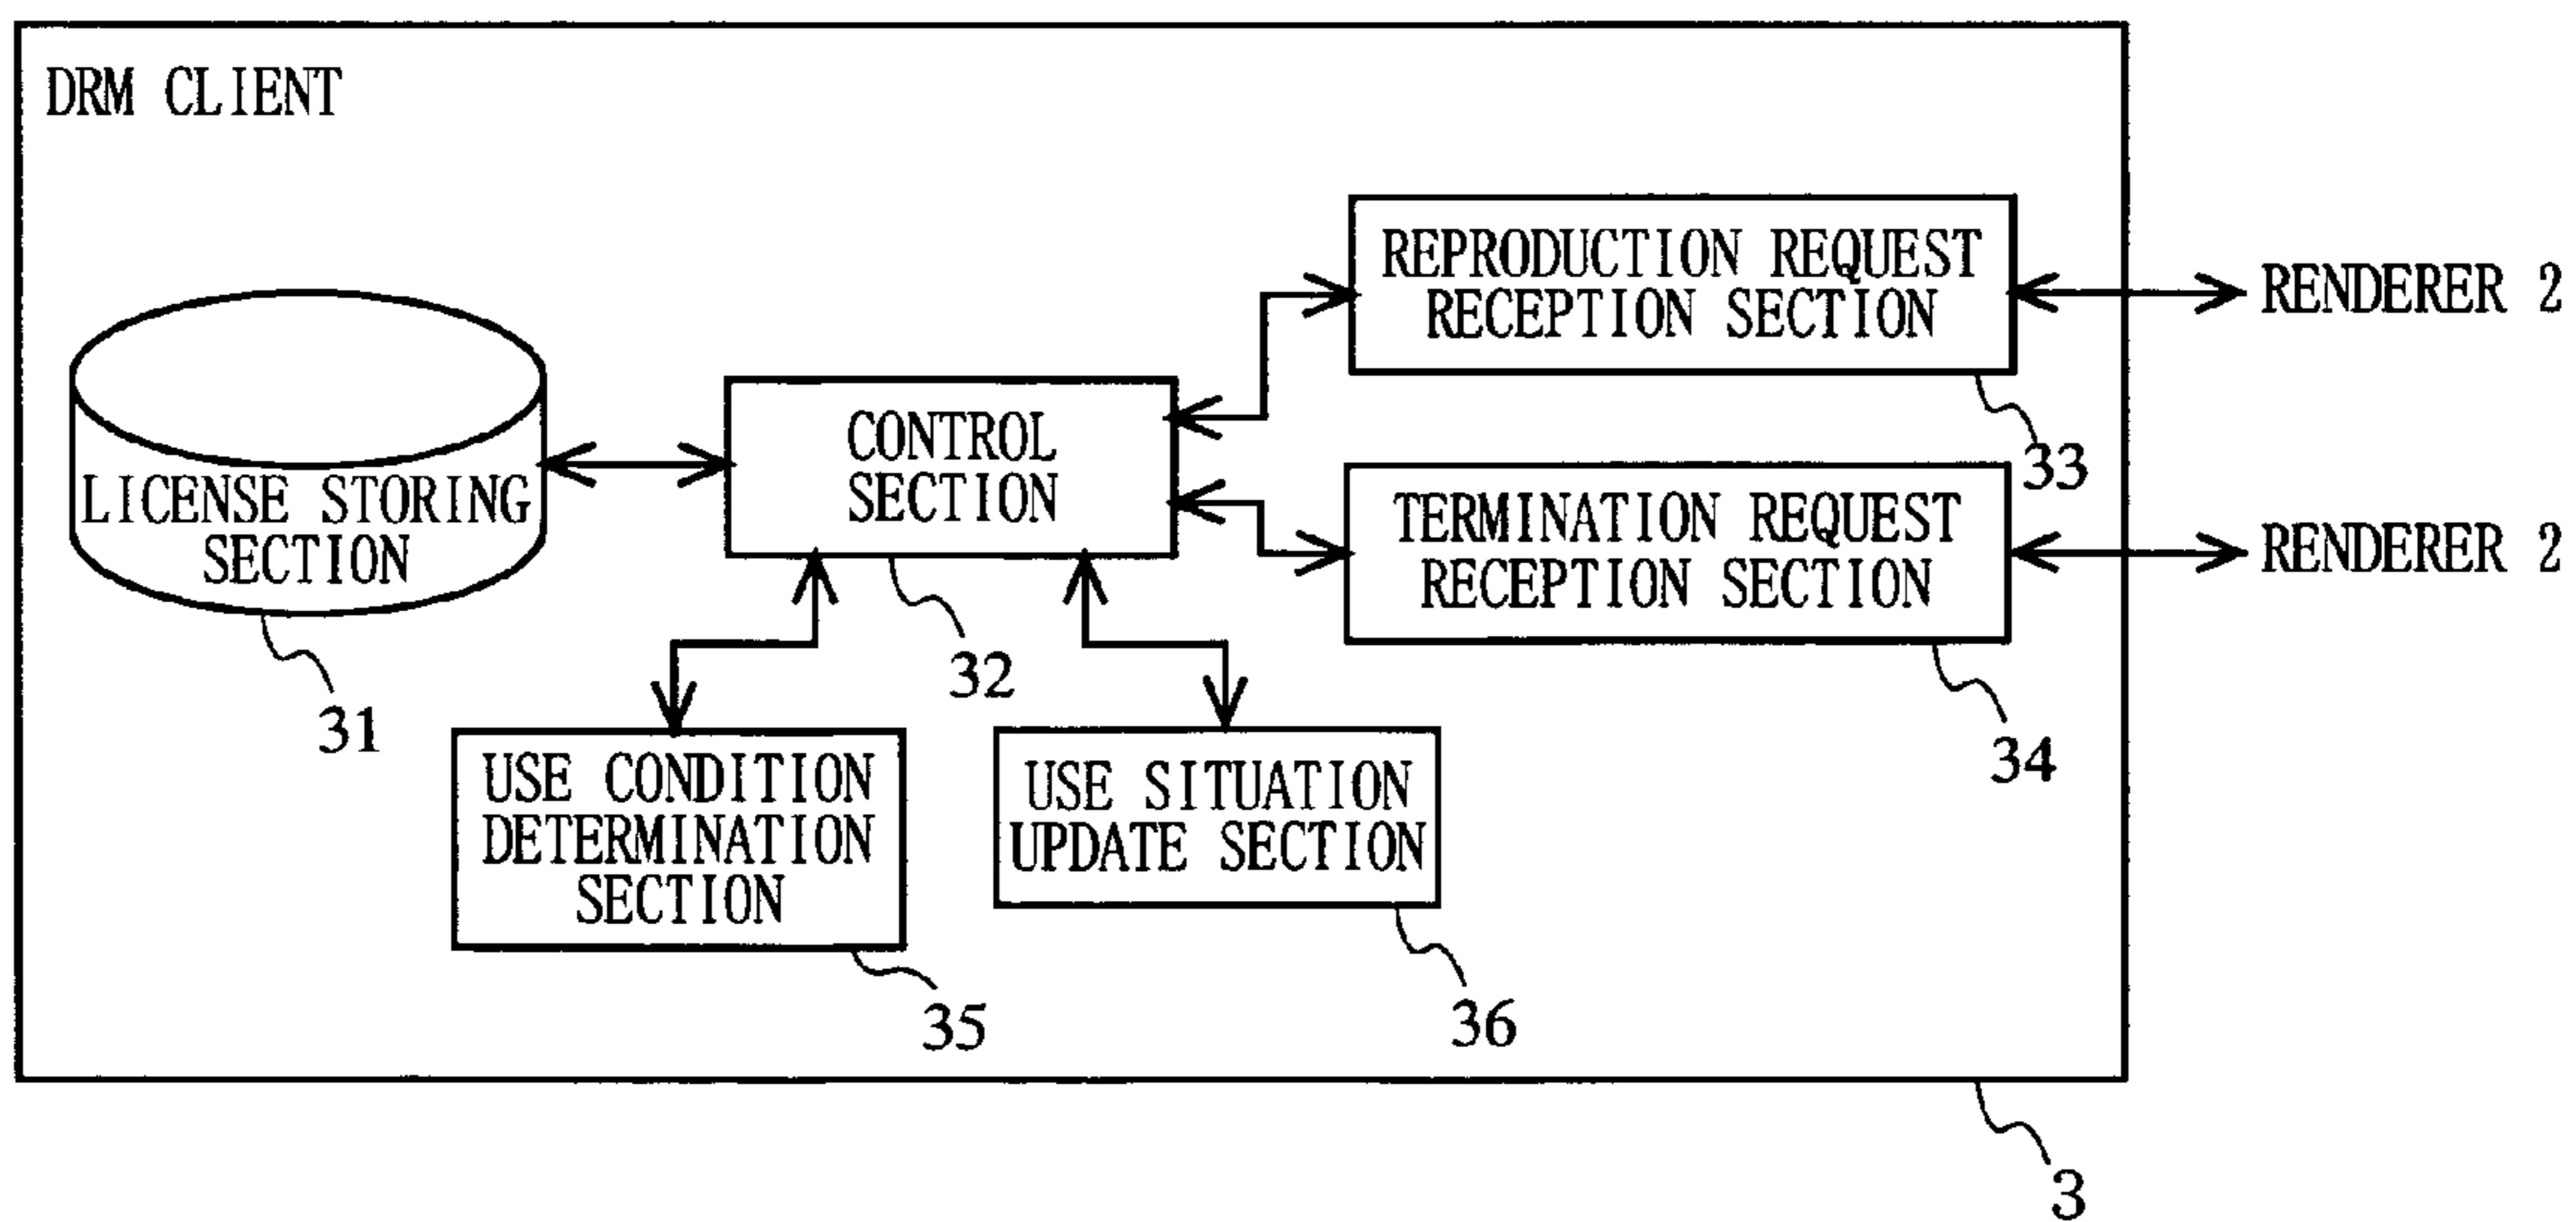 DRM CLIENT
REPRODUCTION REQUEST
RECEPTION SECTION
RENDERER 2
33
LICENSE STORING
SECTION
31
CONTROL
SECTION
32
TERMINATION REQUEST
RECEPTION SECTION
RENDERER 2
34
USE CONDITION
DETERMINATION
SECTION
35
USE SITUATION
UPDATE SECTION
36
3